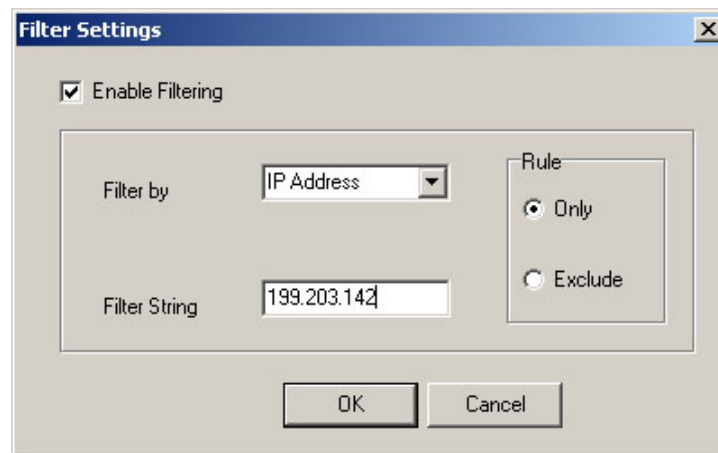 Filter Settings
Enable Filtering
Filter by
IP Address
Rule
Only
Exclude
Filter String
199.203.142
OK
Cancel